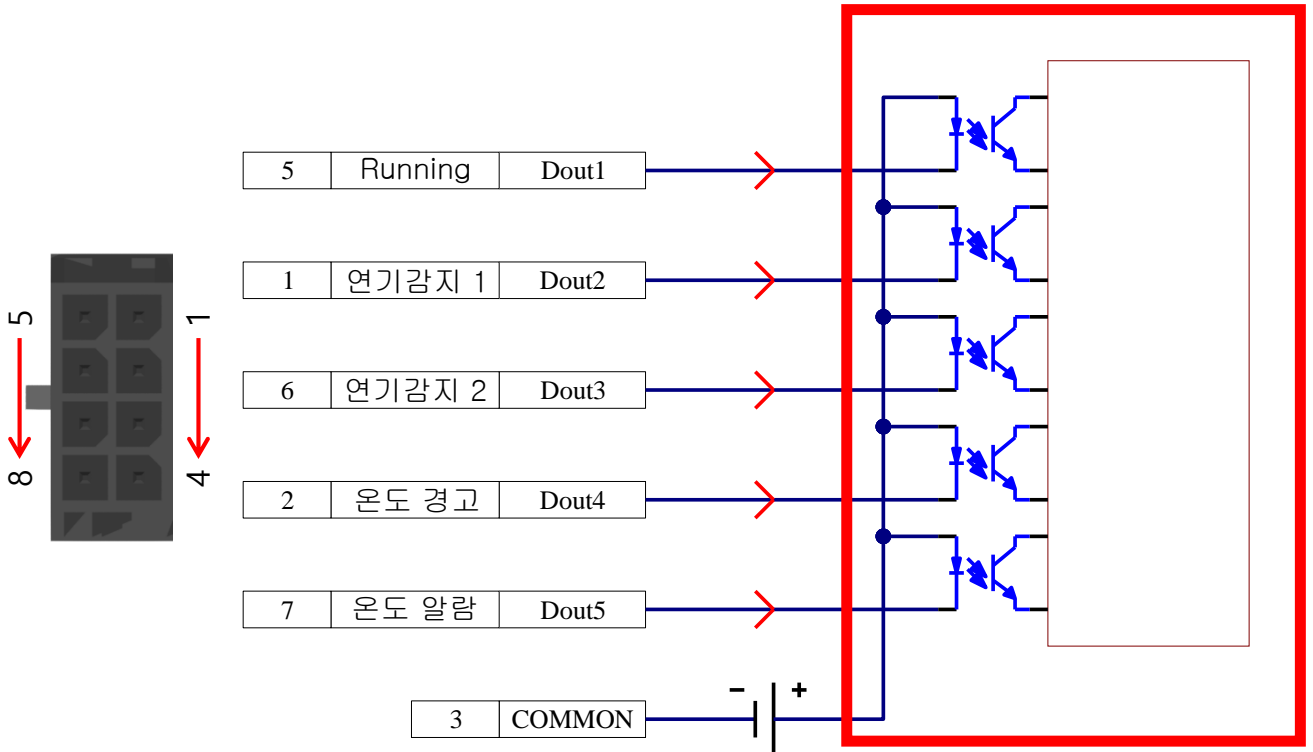 5 Running Dout1
1 연기감지 1 Dout2
6 연기감지 2 Dout3
2 온도 경고 Dout4
7 온도 알람 Dout5
3 COMMON
- +
5
8
1
4